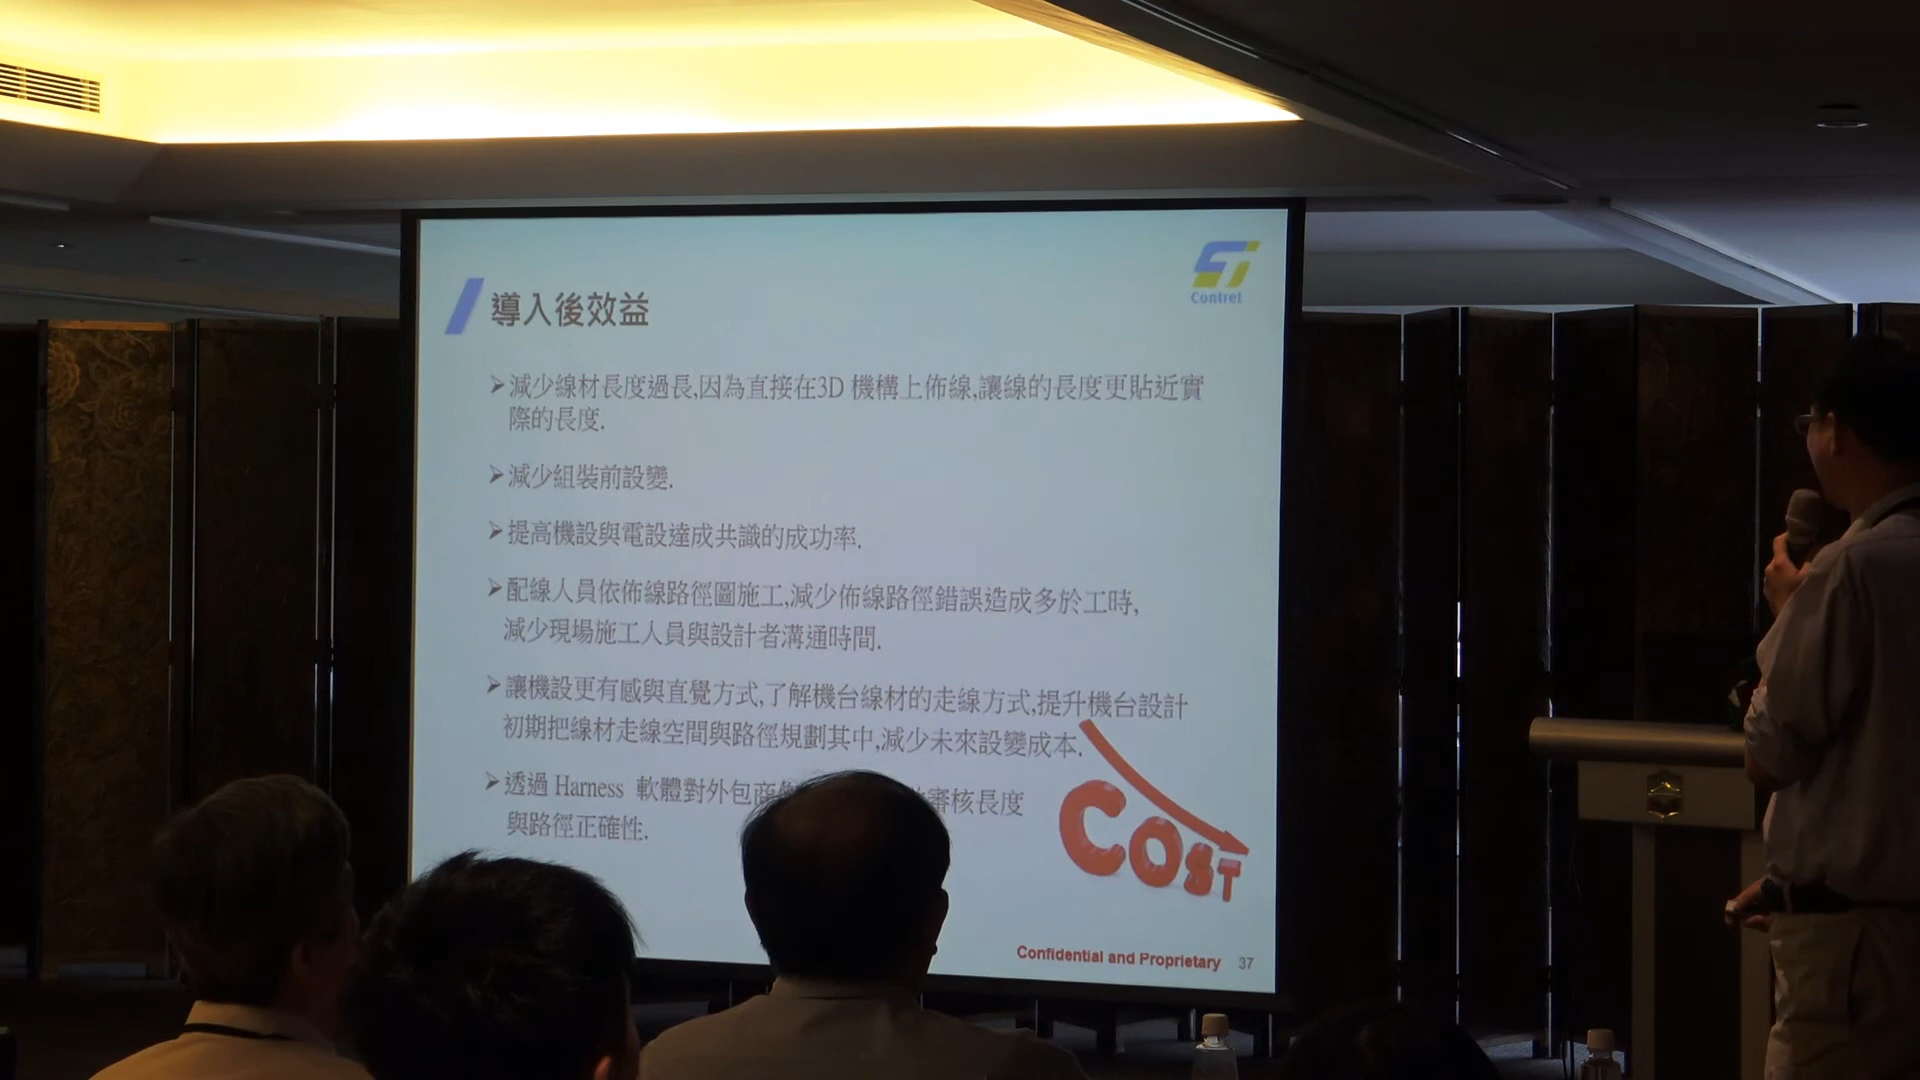 Contrel
導入後效益
➢減少線材長度過長,因為直接在3D 機構上佈線,讓線的長度更貼近實
際的長度.
➢減少組裝前設變.
➢提高機設與電設達成共識的成功率.
➢配線人員依佈線路徑圖施工,減少佈線路徑錯誤造成多於工時,
減少現場施工人員與設計者溝通時間.
➢讓機設更有感與直覺方式,了解機台線材的走線方式,提升機台設計
初期把線材走線空間與路徑規劃其中,減少未來設變成本.
➢透過 Harness 軟體對外包商 審核長度
與路徑正確性.
COST
Confidential and Proprietary 37